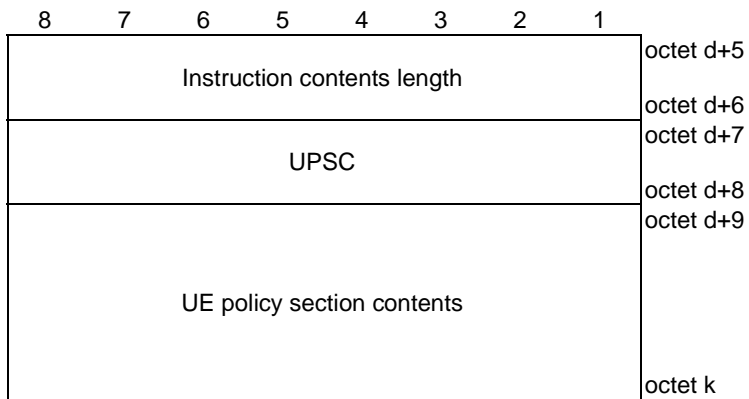 8 7 6 5 4 3 2 1
octet d+5
Instruction contents length
octet d+6
octet d+7
UPSC
octet d+8
octet d+9
UE policy section contents
octet k